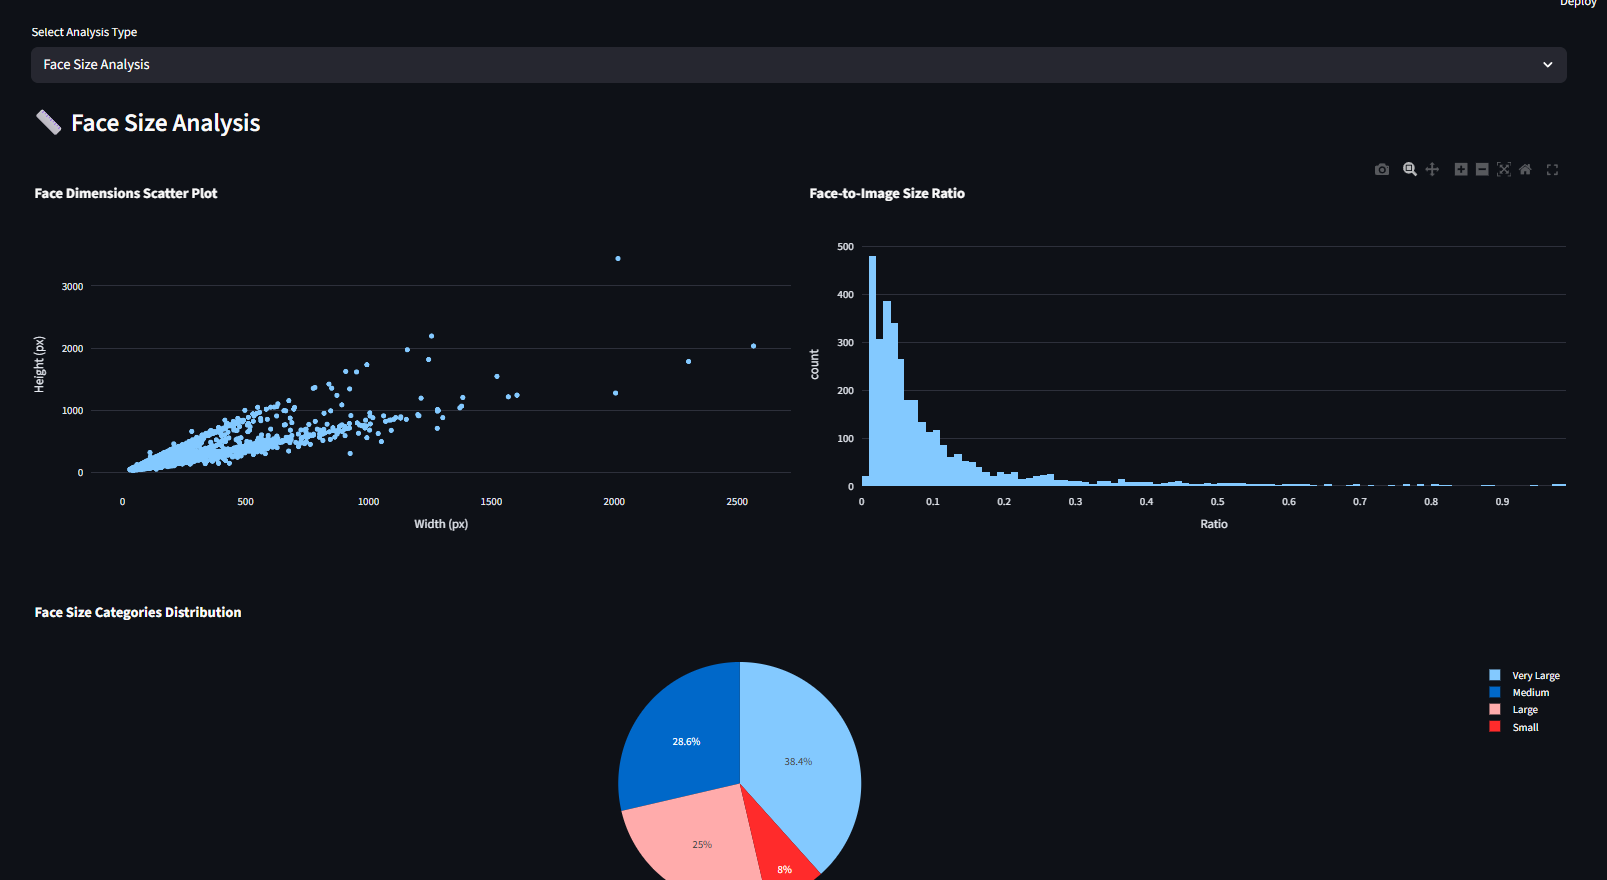 Deploy
Select Analysis Type
Face Size Analysis
Face Size Analysis
Face Dimensions Scatter Plot
Height (px)
3000
2000
1000
0
0 500 1000 1500 2000 2500
Width (px)
Face-to-Image Size Ratio
count
500
400
300
200
100
0
0 0.1 0.2 0.3 0.4 0.5 0.6 0.7 0.8 0.9
Ratio
Face Size Categories Distribution
28.6%
38.4%
25%
8%
Very Large
Medium
Large
Small